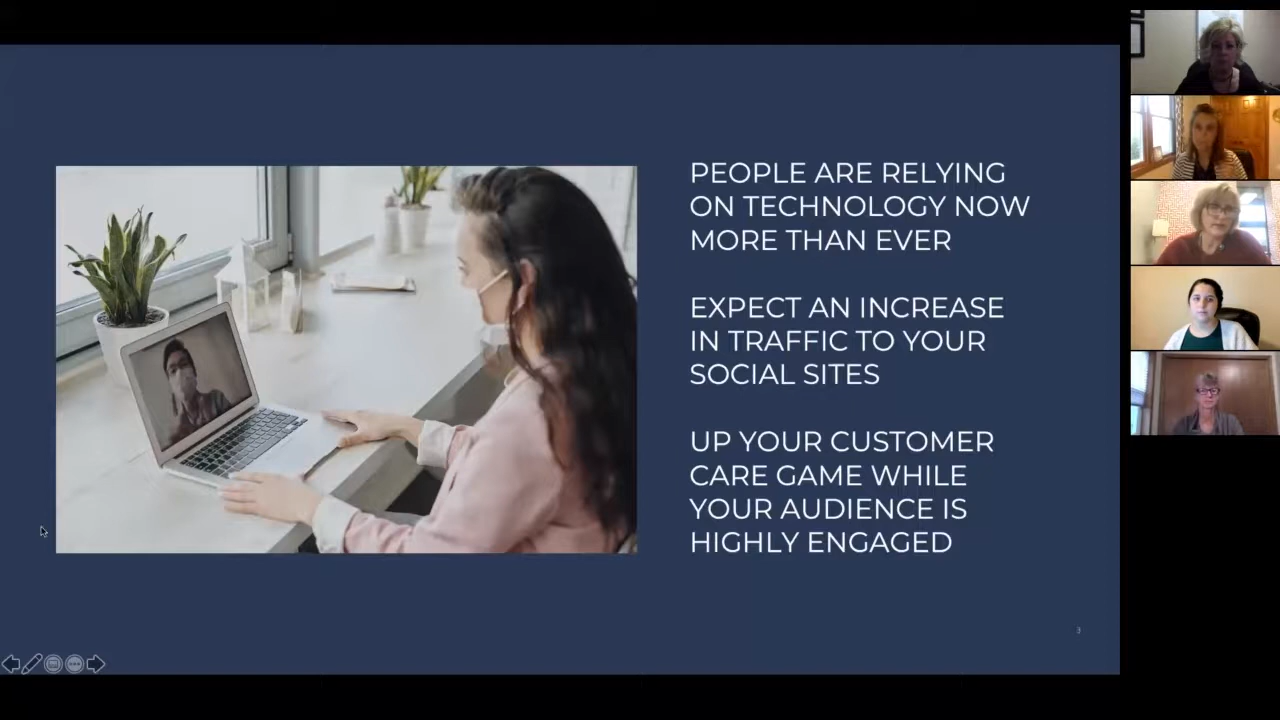 PEOPLE ARE RELYING
ON TECHNOLOGY NOW
MORE THAN EVER
EXPECT AN INCREASE
IN TRAFFIC TO YOUR
SOCIAL SITES
UP YOUR CUSTOMER
CARE GAME WHILE
YOUR AUDIENCE IS
HIGHLY ENGAGED